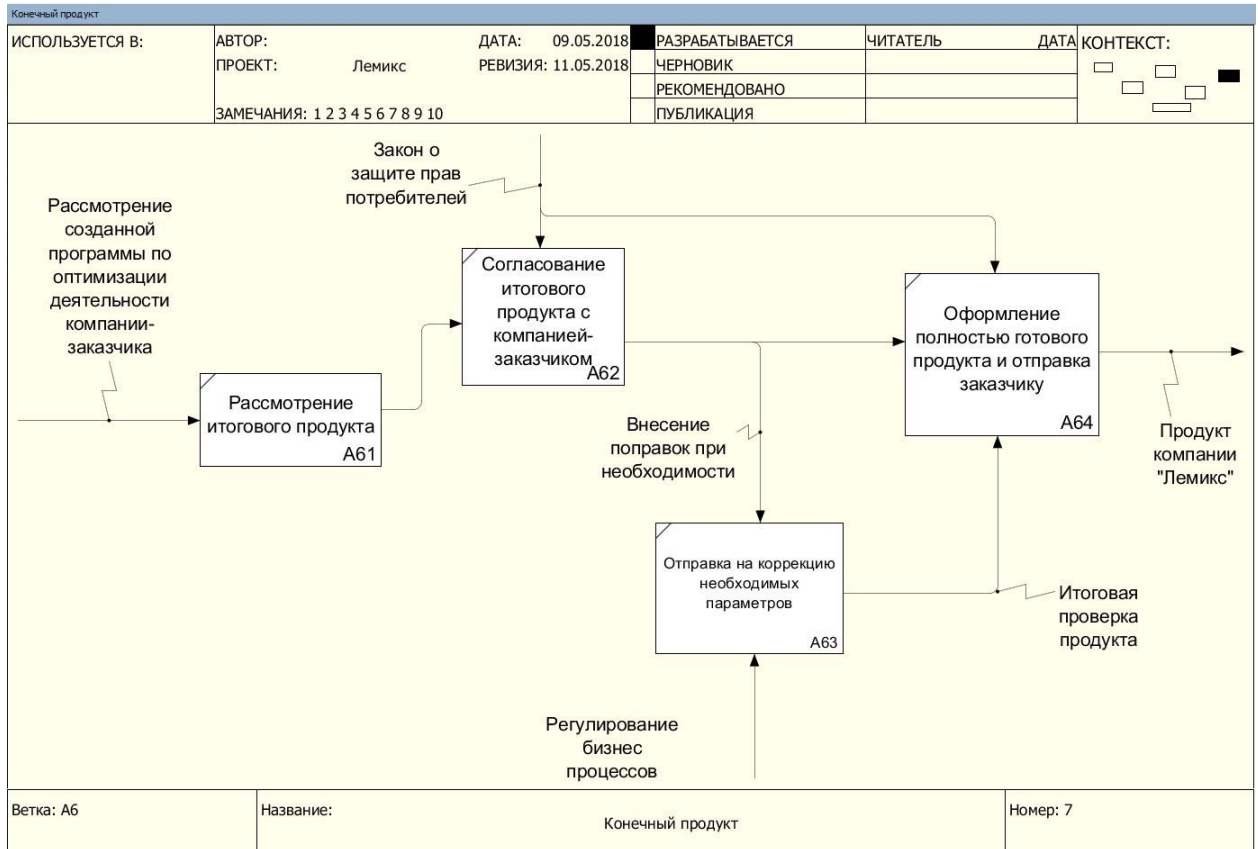 Конечный продукт
ИСПОЛЬЗУЕТСЯ В:
АВТОР:
ДАТА: 09.05.2018
ПРОЕКТ: Лемикс
РЕВИЗИЯ: 11.05.2018
ЗАМЕЧАНИЯ: 1 2 3 4 5 6 7 8 9 10
РАЗРАБАТЫВАЕТСЯ
ЧЕРНОВИК
РЕКОМЕНДОВАНО
ПУБЛИКАЦИЯ
ЧИТАТЕЛЬ
ДАТА
КОНТЕКСТ:
Закон о
защите прав
потребителей
Рассмотрение
созданной
программы по
оптимизации
деятельности
компании-
заказчика
Рассмотрение
итогового продукта
A61
Согласование
итогового
продукта с
компанией-
заказчиком
A62
Оформление
полностью готового
продукта и отправка
заказчику
A64
Внесение
поправок при
необходимости
Продукт
компании
"Лемикс"
Отправка на коррекцию
необходимых
параметров
A63
Итоговая
проверка
продукта
Регулирование
бизнес
процессов
Ветка: A6
Название:
Конечный продукт
Номер: 7